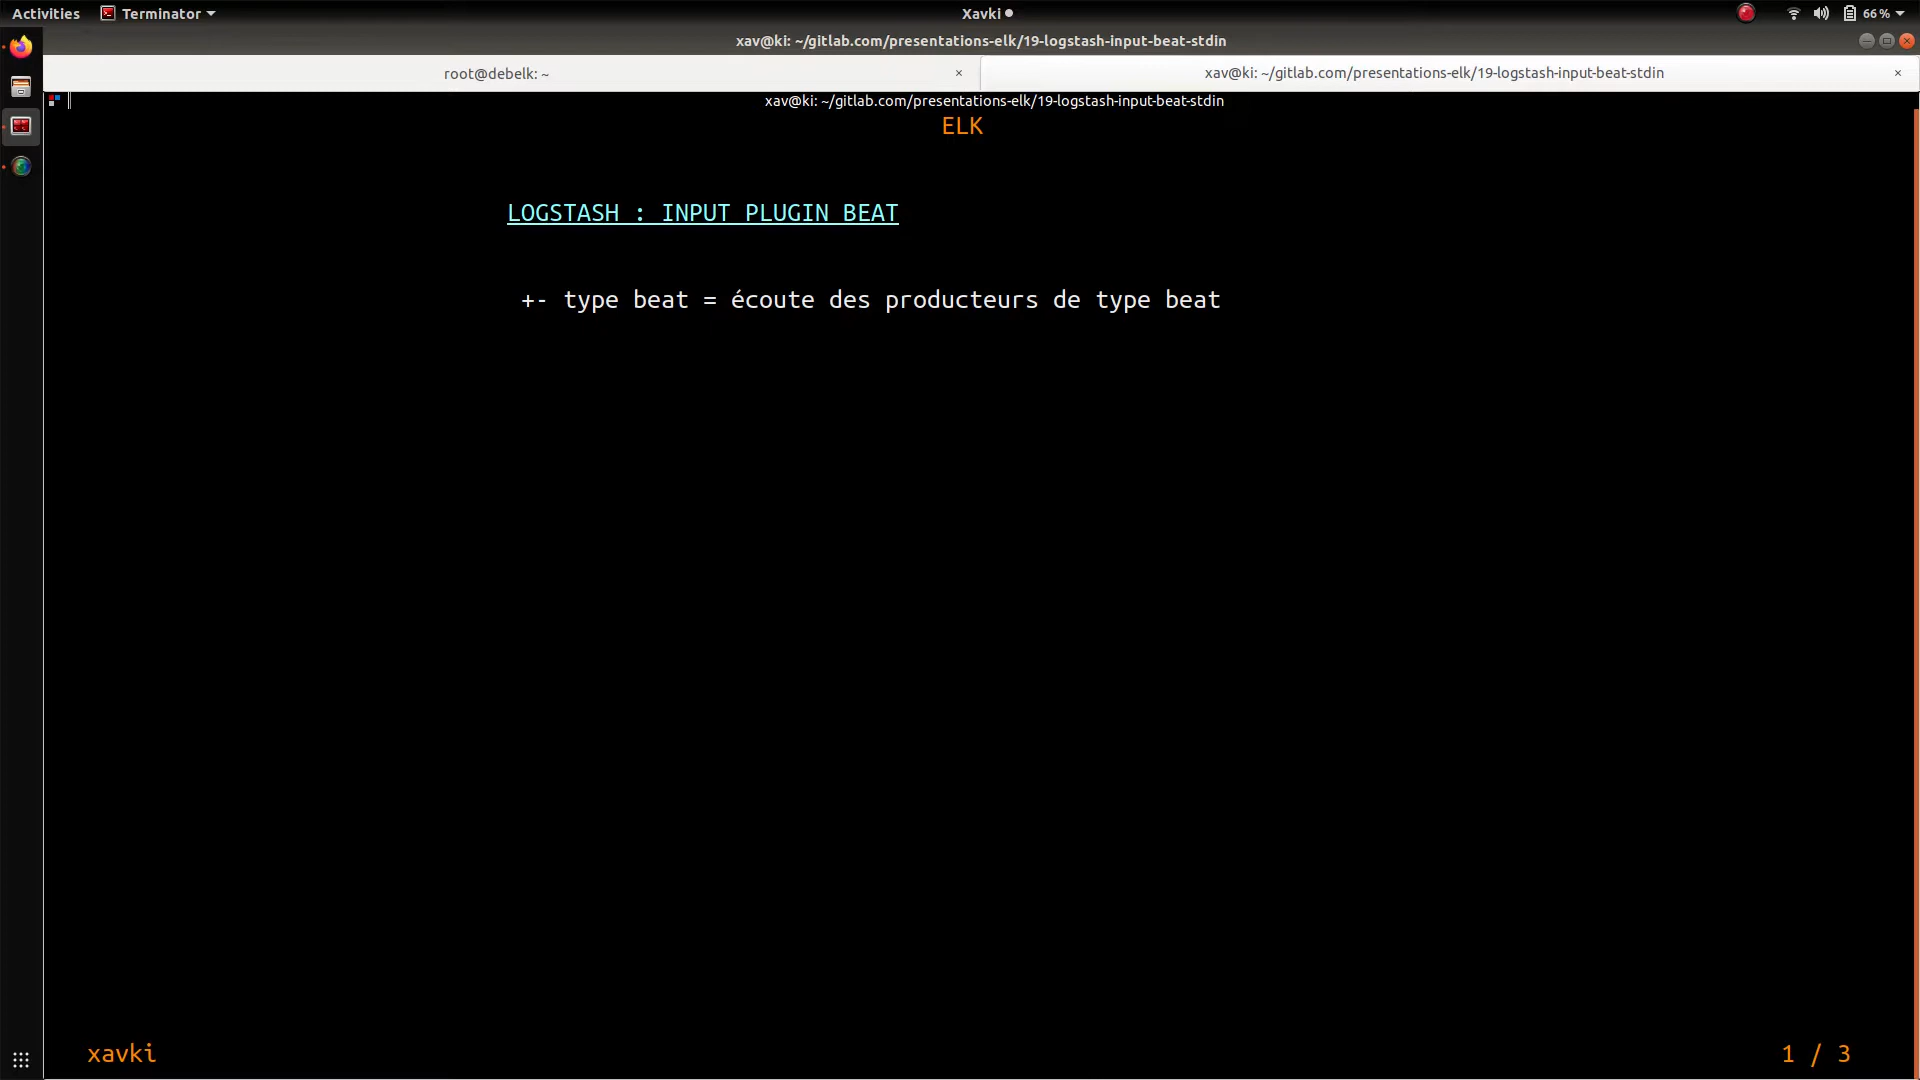 Activities Terminator Xavki 66 %
xav@ki: ~/gitlab.com/presentations-elk/19-logstash-input-beat-stdin
root@debelk: ~ × xav@ki: ~/gitlab.com/presentations-elk/19-logstash-input-beat-stdin ×
xav@ki: ~/gitlab.com/presentations-elk/19-logstash-input-beat-stdin
ELK
LOGSTASH : INPUT PLUGIN BEAT
+- type beat = écoute des producteurs de type beat
xavki 1 / 3